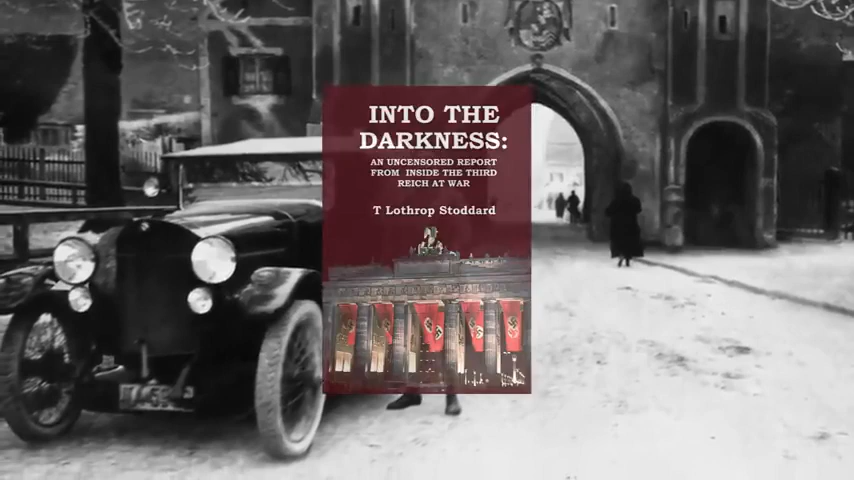 INTO THE
DARKNESS:
AN UNCENSORED REPORT
FROM INSIDE THE THIRD
REICH AT WAR
T Lothrop Stoddard